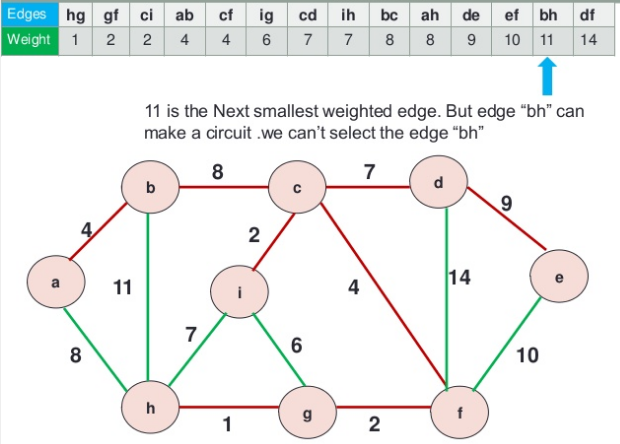 Edges hg gf ci ab cf ig cd ih bc ah de ef bh df
Weight 1 2 2 4 4 6 7 7 8 8 9 10 11 14
11 is the Next smallest weighted edge. But edge “bh” can
make a circuit .we can’t select the edge “bh”
8 7
b c d
4 9
2
a 11 i 4 14 e
7 6
8 10
h g f
1 2